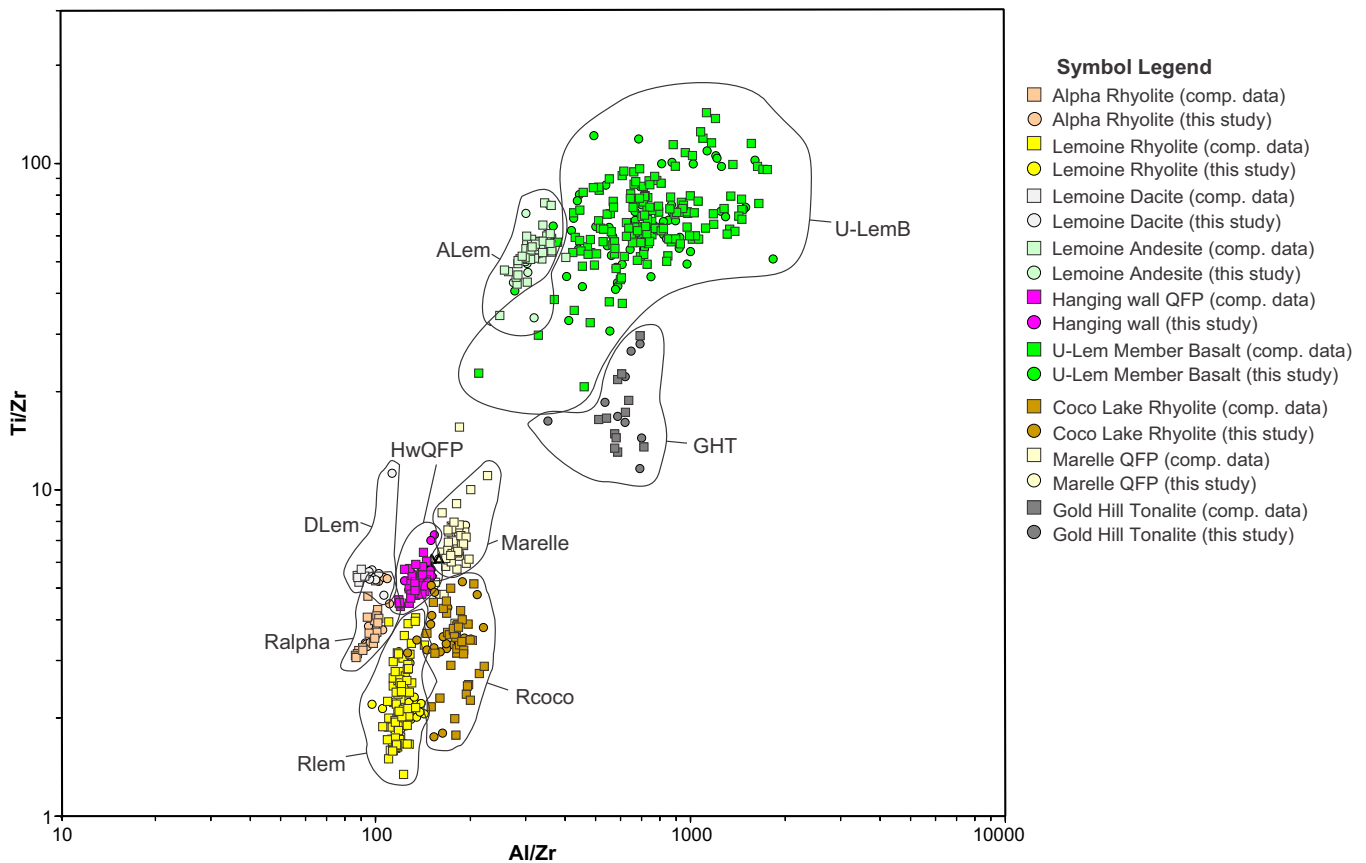 Symbol Legend
Alpha Rhyolite (comp. data)
Alpha Rhyolite (this study)
Lemoine Rhyolite (comp. data)
Lemoine Rhyolite (this study)
Lemoine Dacite (comp. data)
Lemoine Dacite (this study)
Lemoine Andesite (comp. data)
Lemoine Andesite (this study)
Hanging wall QFP (comp. data)
Hanging wall (this study)
U-Lem Member Basalt (comp. data)
U-Lem Member Basalt (this study)
Coco Lake Rhyolite (comp. data)
Coco Lake Rhyolite (this study)
Marelle QFP (comp. data)
Marelle QFP (this study)
Gold Hill Tonalite (comp. data)
Gold Hill Tonalite (this study)
100
10
1
Ti/Zr
U-LemB
ALem
GHT
HwQFP
DLem
Marelle
Ralpha
Rcoco
Rlem
10
100
1000
10000
Al/Zr